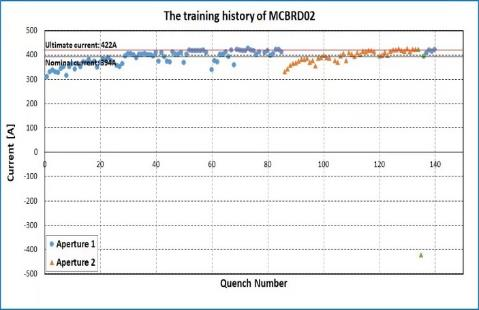 The training history of MCBRD02
Ultimate current: 422A
Nominal current: 394A
Current [A]
500
400
300
200
100
0
-100
-200
-300
-400
-500
0
20
40
60
80
100
120
140
Aperture 1
Aperture 2
Quench Number